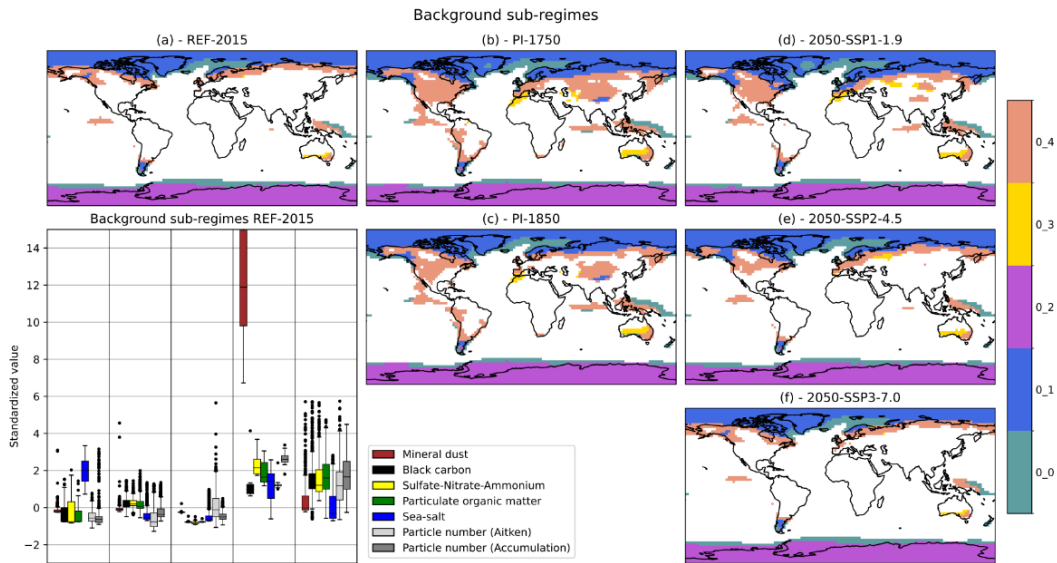 Background sub-regimes
(a) - REF-2015
(b) - PI-1750
(d) - 2050-SSP1-1.9
Background sub-regimes REF-2015
(c) - PI-1850
(e) - 2050-SSP2-4.5
(f) - 2050-SSP3-7.0
Standardized value
14
12
10
8
6
4
2
0
−2
Mineral dust
Black carbon
Sulfate-Nitrate-Ammonium
Particulate organic matter
Sea-salt
Particle number (Aitken)
Particle number (Accumulation)
0_4
0_3
0_2
0_1
0_0